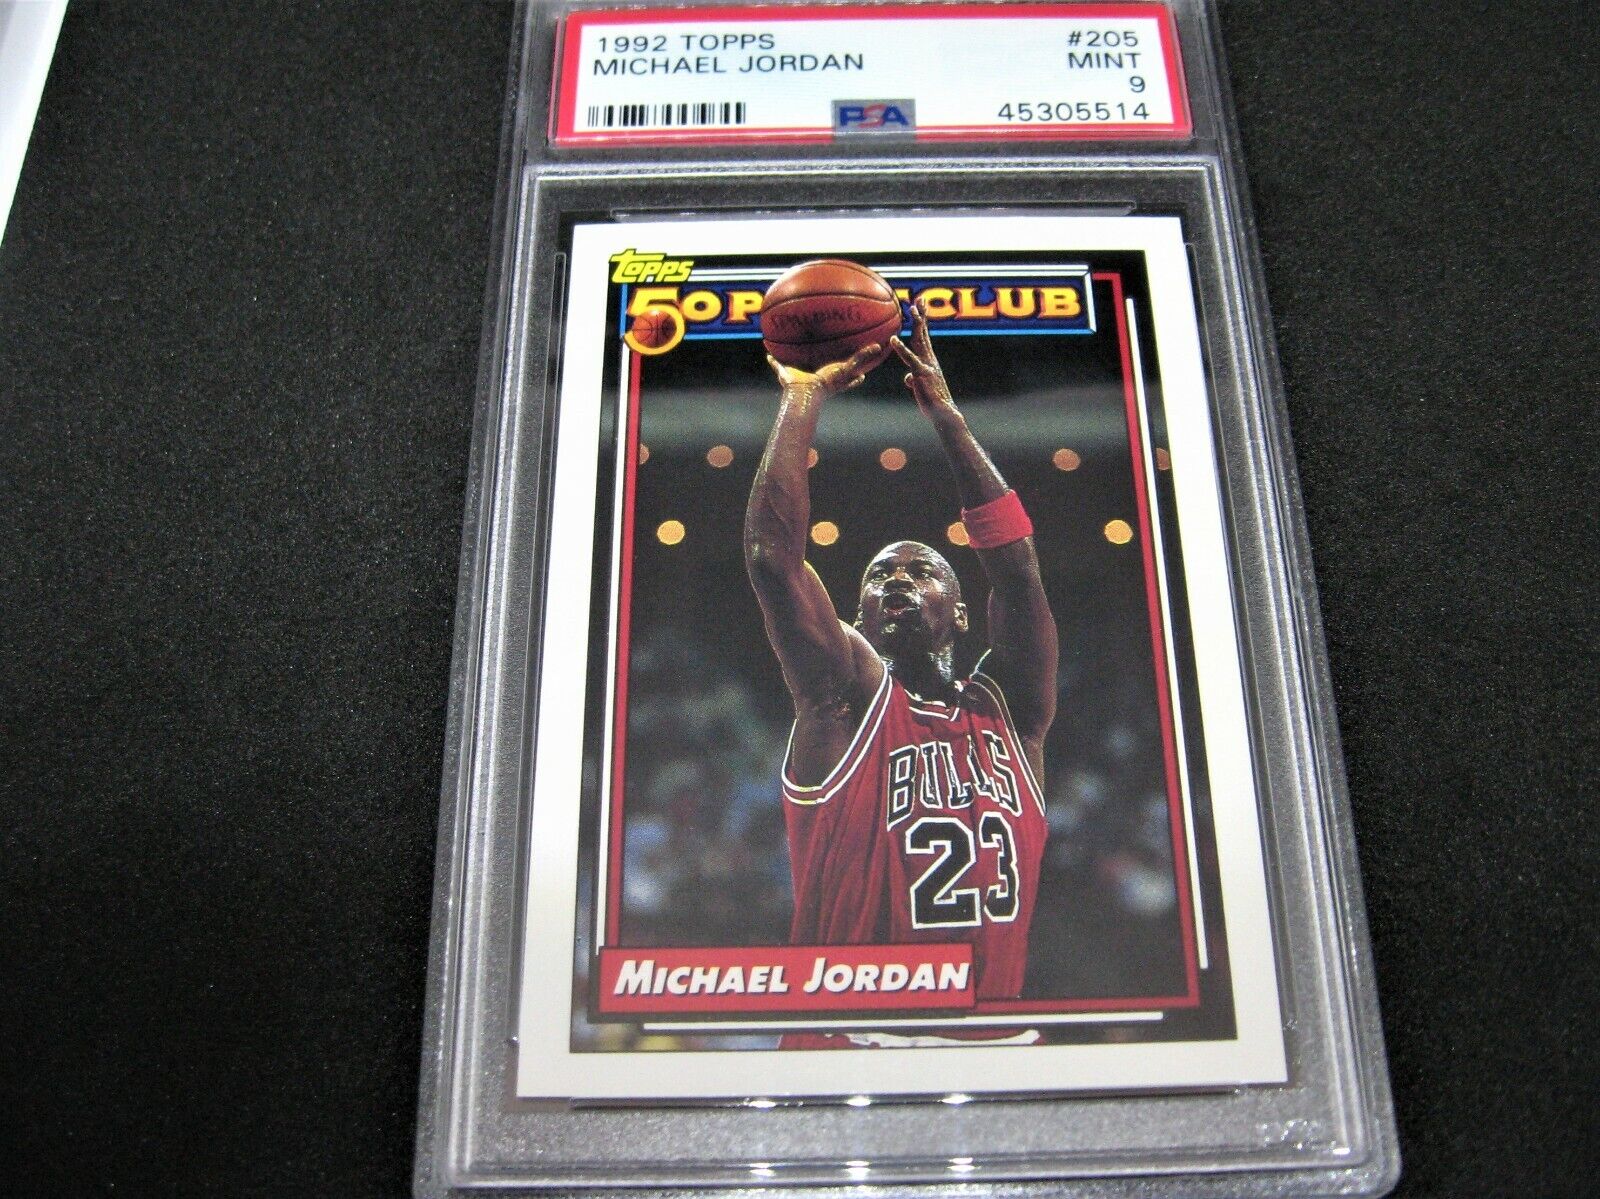 1992 TOPPS #205
MICHAEL JORDAN MINT
9
PSA 45305514
Topps
50 P CLUB
SPALDING
BULLS
23
MICHAEL JORDAN